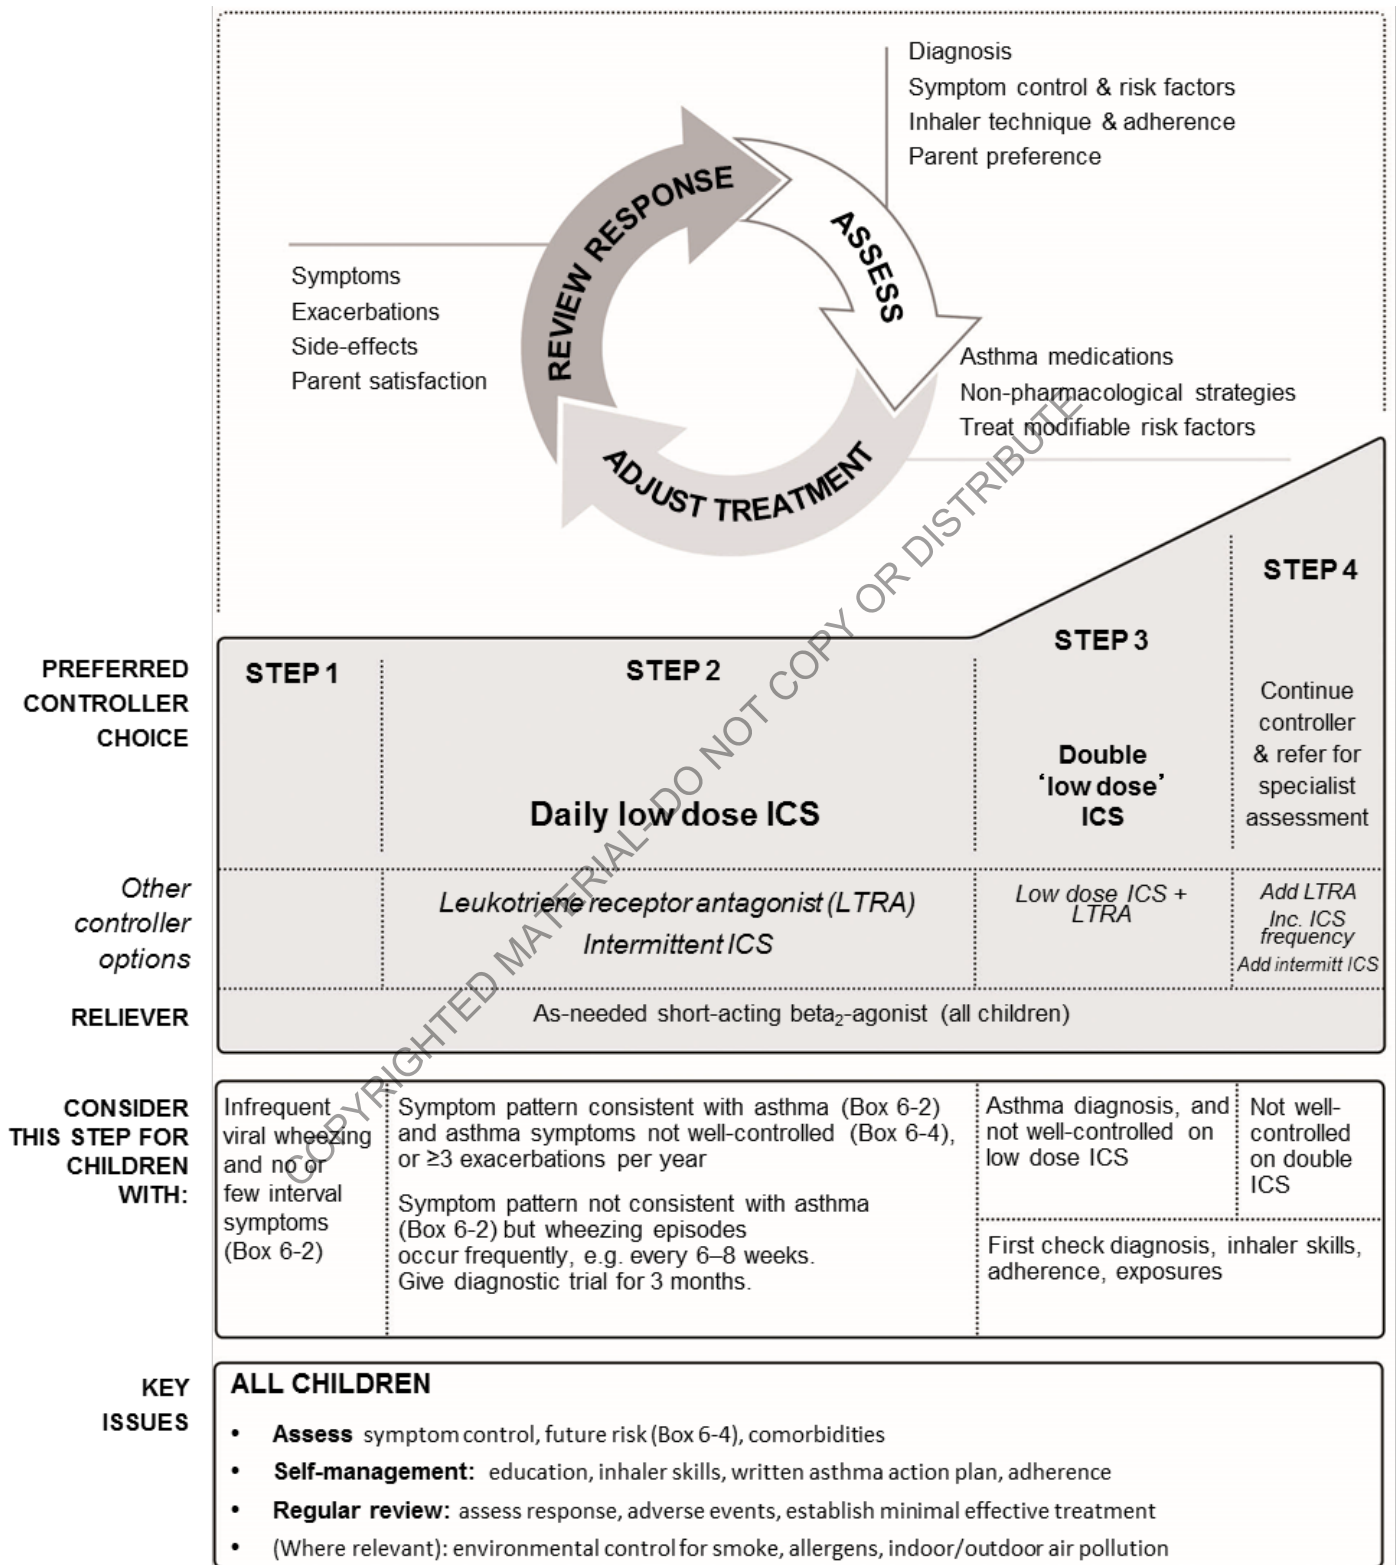 Diagnosis
Symptom control & risk factors
Inhaler technique & adherence
Parent preference
REVIEW RESPONSE
ASSESS
ADJUST TREATMENT
Symptoms
Exacerbations
Side-effects
Parent satisfaction
Asthma medications
Non-pharmacological strategies
Treat modifiable risk factors
COPYRIGHTED MATERIAL - DO NOT COPY OR DISTRIBUTE
PREFERRED
CONTROLLER
CHOICE
STEP 1
STEP 2
Daily low dose ICS
STEP 3
Double
‘low dose’
ICS
STEP 4
Continue
controller
& refer for
specialist
assessment
Other
controller
options
Leukotriene receptor antagonist (LTRA)
Intermittent ICS
Low dose ICS +
LTRA
Add LTRA
Inc. ICS
frequency
Add intermitt ICS
RELIEVER
As-needed short-acting beta₂-agonist (all children)
CONSIDER
THIS STEP FOR
CHILDREN
WITH:
Infrequent
viral wheezing
and no or
few interval
symptoms
(Box 6-2)
Symptom pattern consistent with asthma (Box 6-2)
and asthma symptoms not well-controlled (Box 6-4),
or ≥3 exacerbations per year
Symptom pattern not consistent with asthma
(Box 6-2) but wheezing episodes
occur frequently, e.g. every 6–8 weeks.
Give diagnostic trial for 3 months.
Asthma diagnosis, and
not well-controlled on
low dose ICS
Not well-
controlled
on double
ICS
First check diagnosis, inhaler skills,
adherence, exposures
KEY
ISSUES
ALL CHILDREN
• Assess symptom control, future risk (Box 6-4), comorbidities
• Self-management: education, inhaler skills, written asthma action plan, adherence
• Regular review: assess response, adverse events, establish minimal effective treatment
• (Where relevant): environmental control for smoke, allergens, indoor/outdoor air pollution